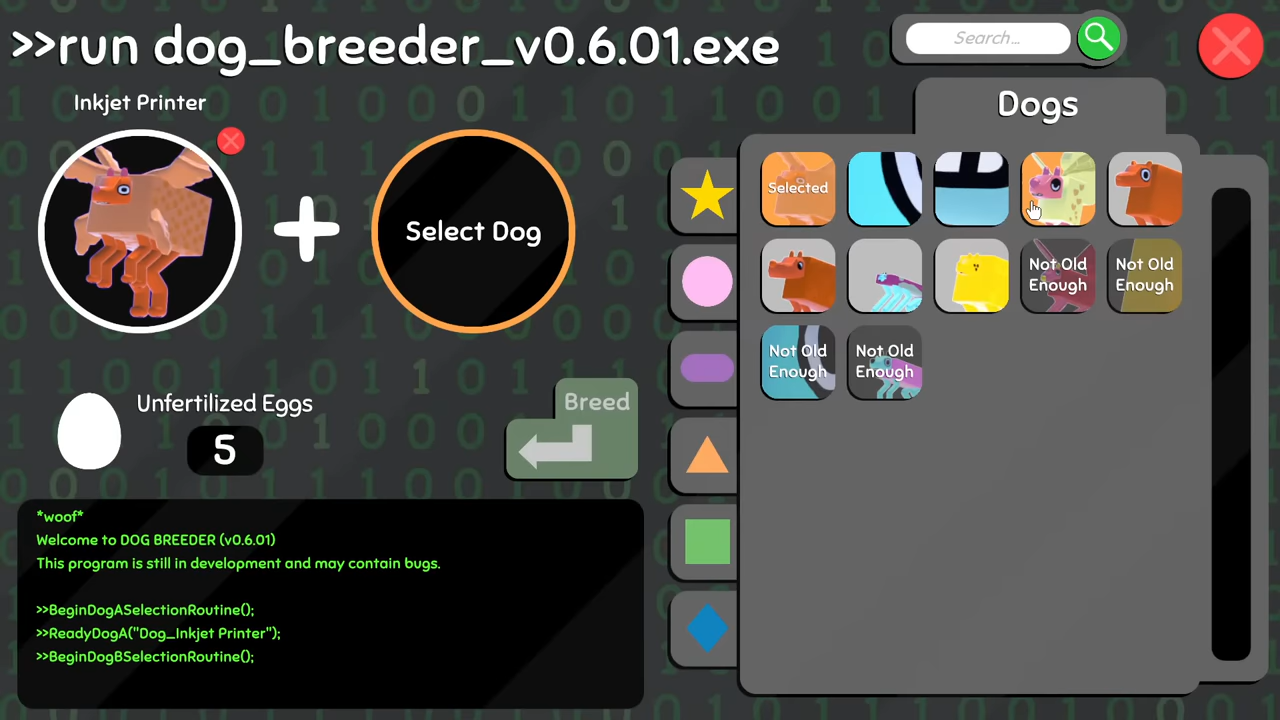 >>run dog_breeder_v0.6.01.exe
Search...
Inkjet Printer
Dogs
Select Dog
Selected
Not Old
Enough
Not Old
Enough
Not Old
Enough
Not Old
Enough
Unfertilized Eggs
5
Breed
*woof*
Welcome to DOG BREEDER (v0.6.01)
This program is still in development and may contain bugs.
>>BeginDogASelectionRoutine();
>>ReadyDogA("Dog_Inkjet Printer");
>>BeginDogBSelectionRoutine();